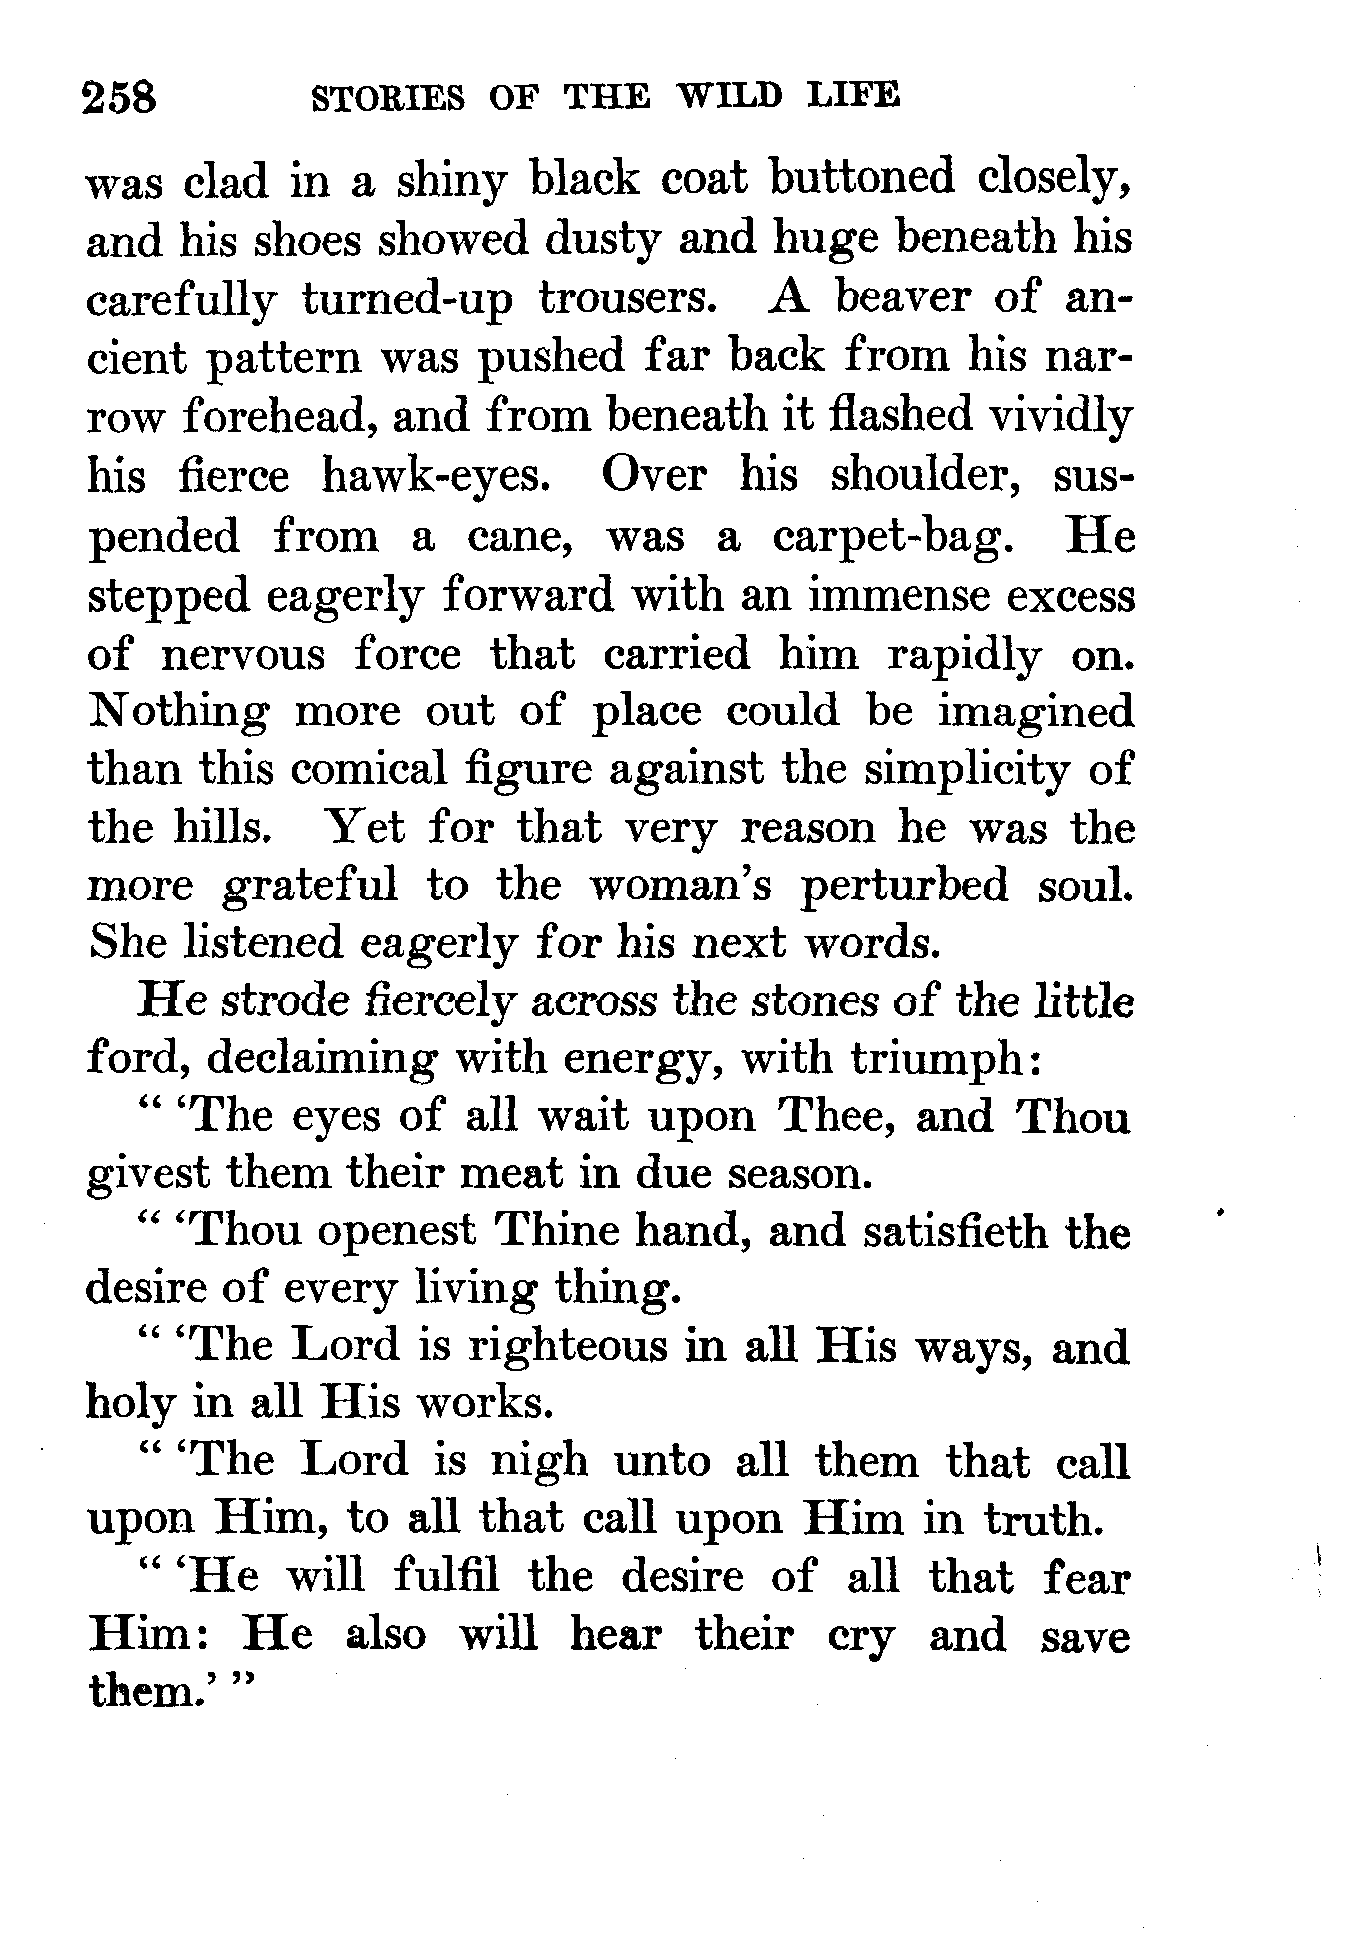 258 STORIES OF THE WILD LIFE
was clad in a shiny black coat buttoned closely,
and his shoes showed dusty and huge beneath his
carefully turned-up trousers. A beaver of an-
cient pattern was pushed far back from his nar-
row forehead, and from beneath it flashed vividly
his fierce hawk-eyes. Over his shoulder, sus-
pended from a cane, was a carpet-bag. He
stepped eagerly forward with an immense excess
of nervous force that carried him rapidly on.
Nothing more out of place could be imagined
than this comical figure against the simplicity of
the hills. Yet for that very reason he was the
more grateful to the woman's perturbed soul.
She listened eagerly for his next words.
He strode fiercely across the stones of the little
ford, declaiming with energy, with triumph:
“ ‘The eyes of all wait upon Thee, and Thou
givest them their meat in due season.
“ ‘Thou openest Thine hand, and satisfieth the
desire of every living thing.
“ ‘The Lord is righteous in all His ways, and
holy in all His works.
“ ‘The Lord is nigh unto all them that call
upon Him, to all that call upon Him in truth.
“ ‘He will fulfil the desire of all that fear
Him: He also will hear their cry and save
them.’ ”